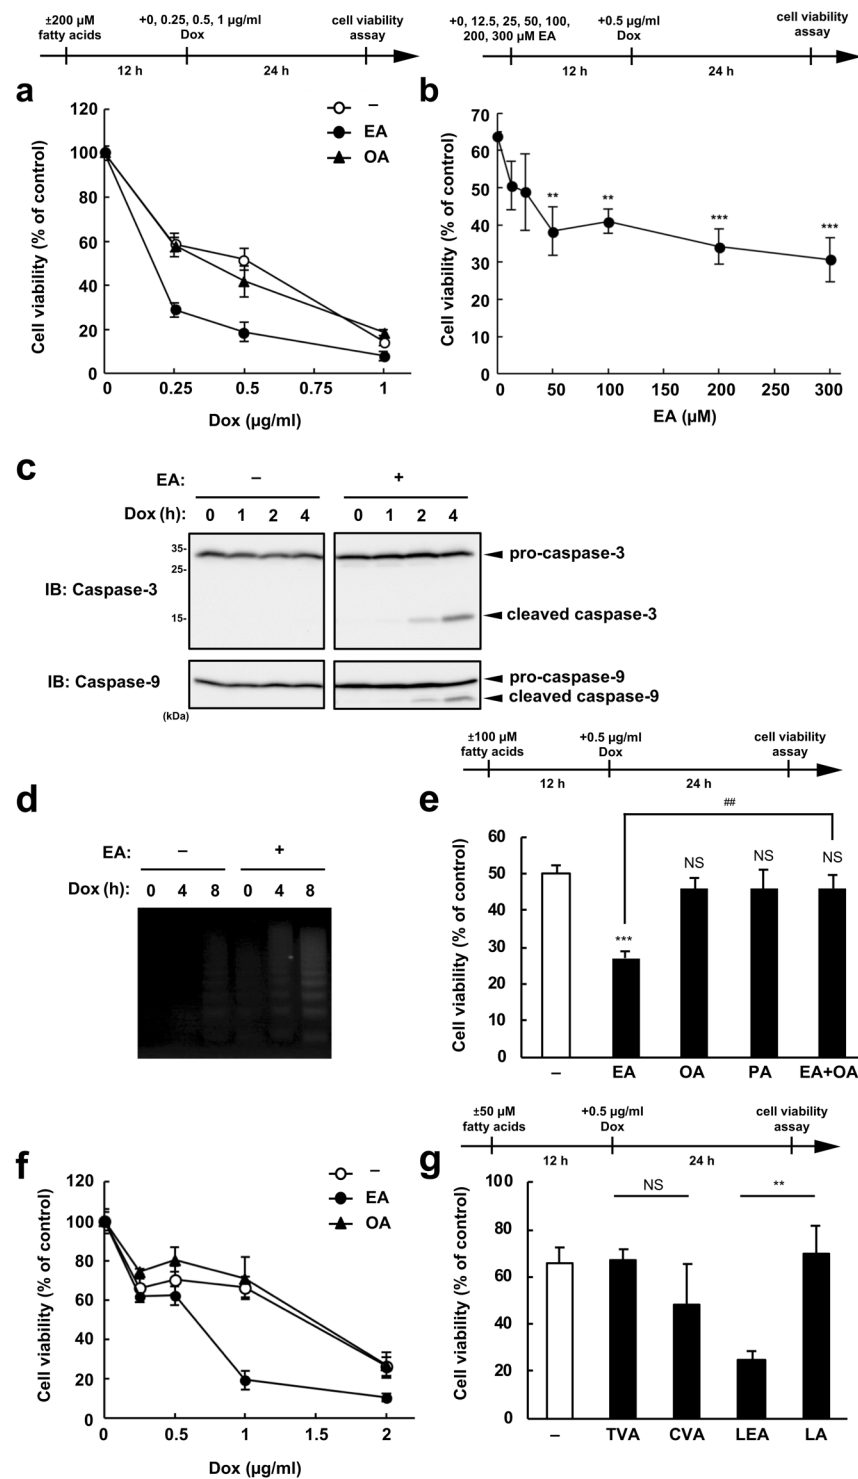 ±200 µM
fatty acids
+0, 0.25, 0.5, 1 µg/ml
Dox
cell viability
assay
12 h
24 h
+0, 12.5, 25, 50, 100,
200, 300 µM EA
+0.5 µg/ml
Dox
cell viability
assay
12 h
24 h
a
120
100
80
60
40
20
0
Cell viability (% of control)
–
EA
OA
0
0.25
0.5
0.75
1
Dox (µg/ml)
b
70
60
50
40
30
20
10
0
Cell viability (% of control)
**
**
***
***
0
50
100
150
200
250
300
EA (µM)
c
EA:
–
+
Dox (h):
0 1 2 4
0 1 2 4
35-
25-
15-
IB: Caspase-3
pro-caspase-3
cleaved caspase-3
IB: Caspase-9
pro-caspase-9
cleaved caspase-9
(kDa)
d
EA:
–
+
Dox (h):
0 4 8 0 4 8
±100 µM
fatty acids
+0.5 µg/ml
Dox
cell viability
assay
12 h
24 h
e
##
60
50
40
30
20
10
0
Cell viability (% of control)
***
NS
NS
NS
–
EA
OA
PA
EA+OA
f
120
100
80
60
40
20
0
Cell viability (% of control)
–
EA
OA
0
0.5
1
1.5
2
Dox (µg/ml)
±50 µM
fatty acids
+0.5 µg/ml
Dox
cell viability
assay
12 h
24 h
g
100
80
60
40
20
0
Cell viability (% of control)
NS
**
–
TVA
CVA
LEA
LA